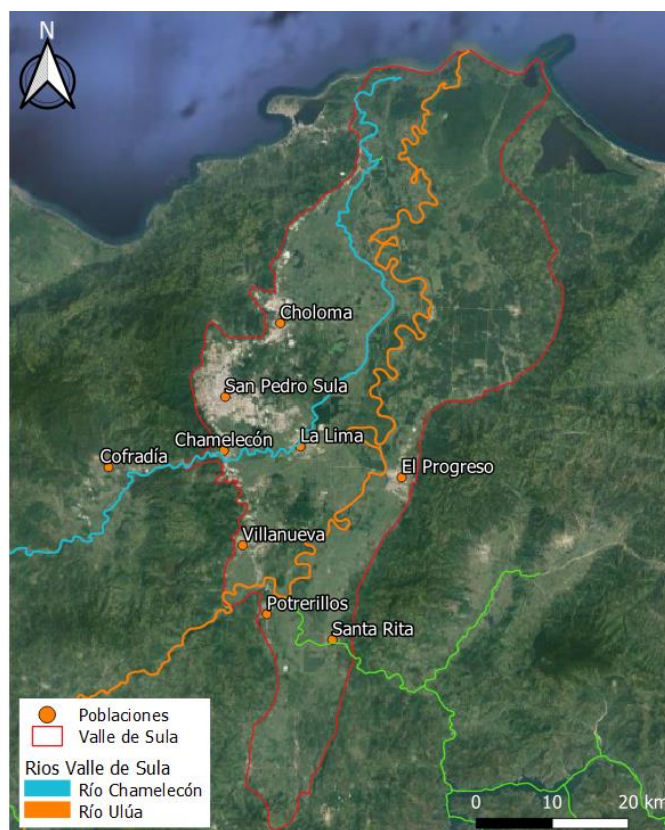 N
Choloma
San Pedro Sula
Chamelecón
La Lima
Cofradía
El Progreso
Villanueva
Potrerillos
Santa Rita
Poblaciones
Valle de Sula
Rios Valle de Sula
Río Chamelecón
Río Ulúa
0 10 20 km